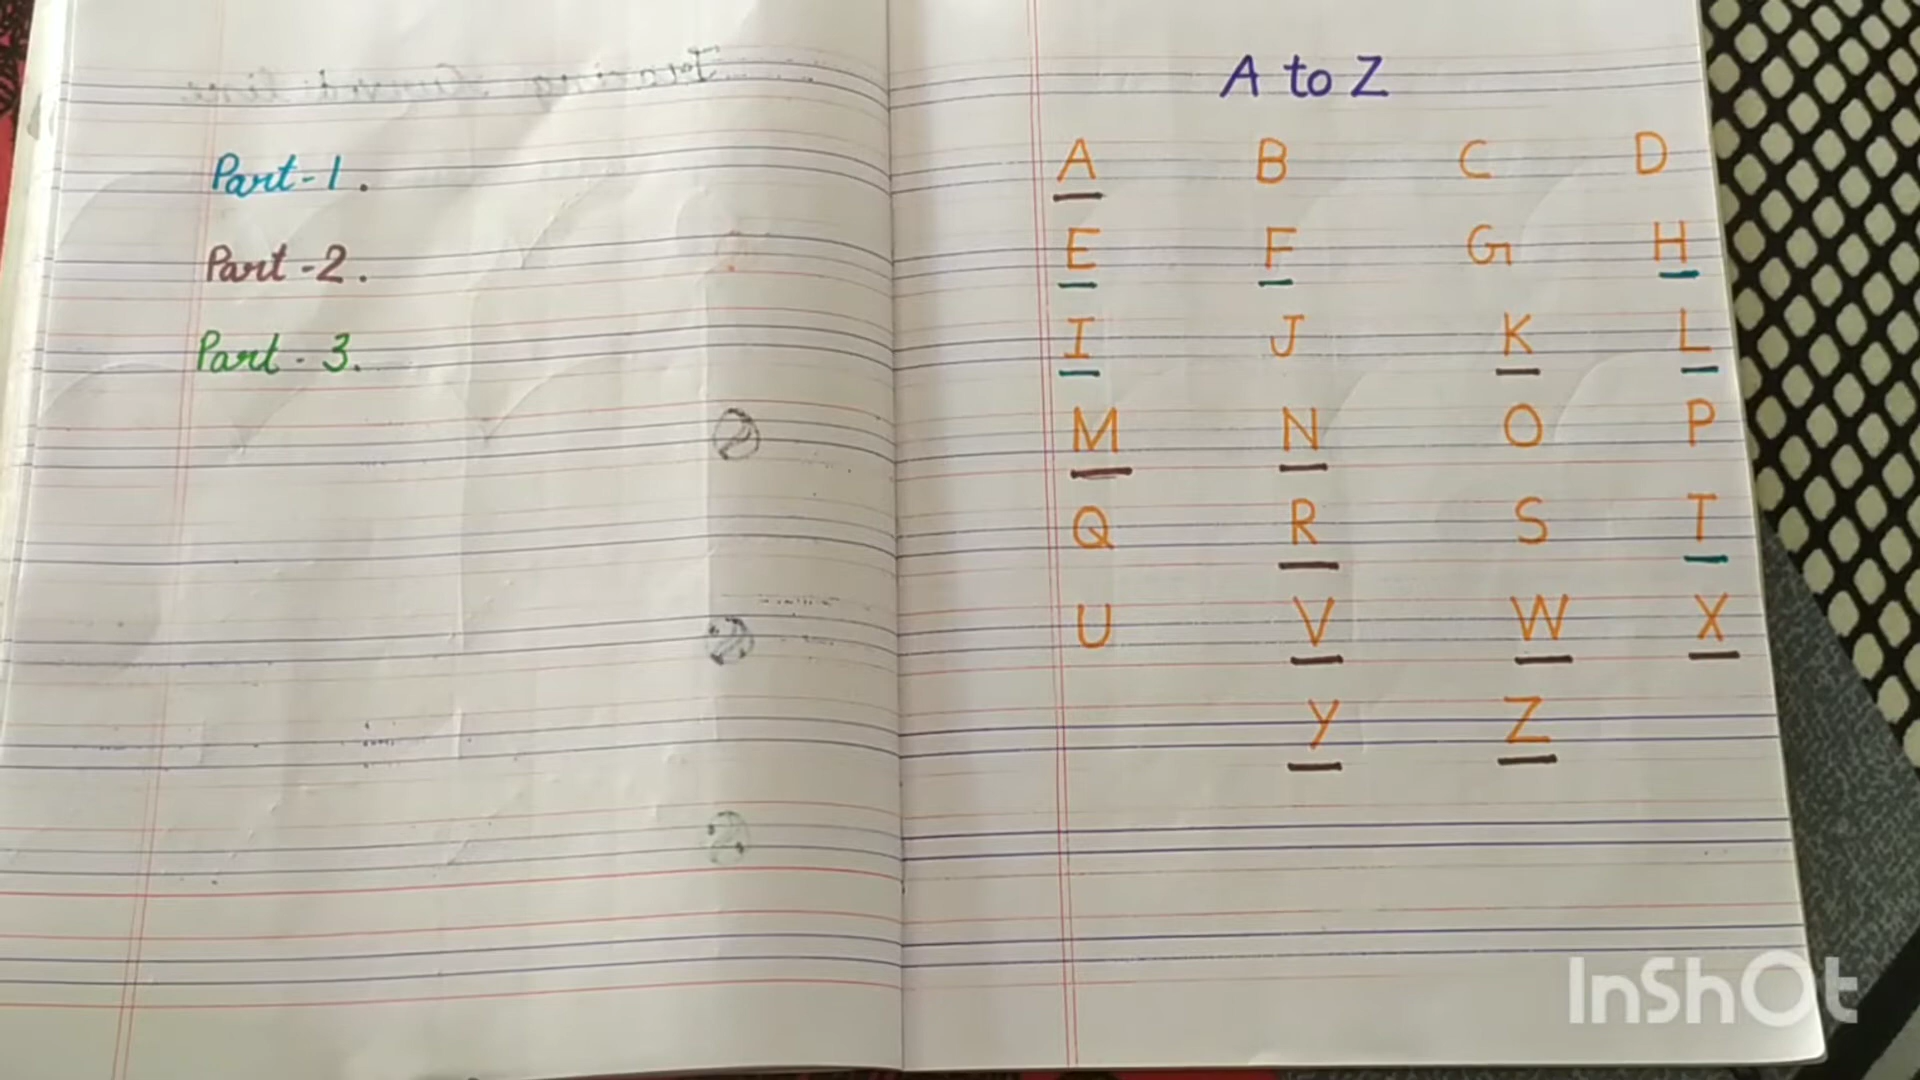 Part-1.
Part-2.
Part-3.
A to Z
A B C D
E F G H
I J K L
M N O P
Q R S T
U V W X
Y Z
InShOt